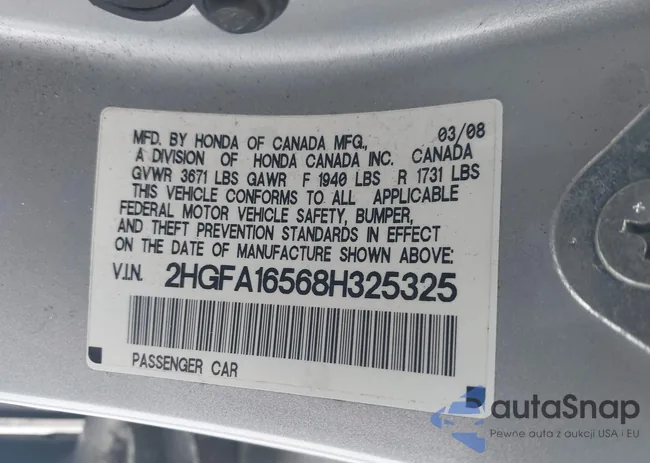 MFD. BY HONDA OF CANADA MFG., 03/08
A DIVISION OF HONDA CANADA INC. CANADA
GVWR 3671 LBS GAWR F 1940 LBS R 1731 LBS
THIS VEHICLE CONFORMS TO ALL APPLICABLE
FEDERAL MOTOR VEHICLE SAFETY, BUMPER,
AND THEFT PREVENTION STANDARDS IN EFFECT
ON THE DATE OF MANUFACTURE SHOWN ABOVE:
V.I.N. 2HGFA16568H325325
PASSENGER CAR
autaSnap
Pewne auta z aukcji USA i EU